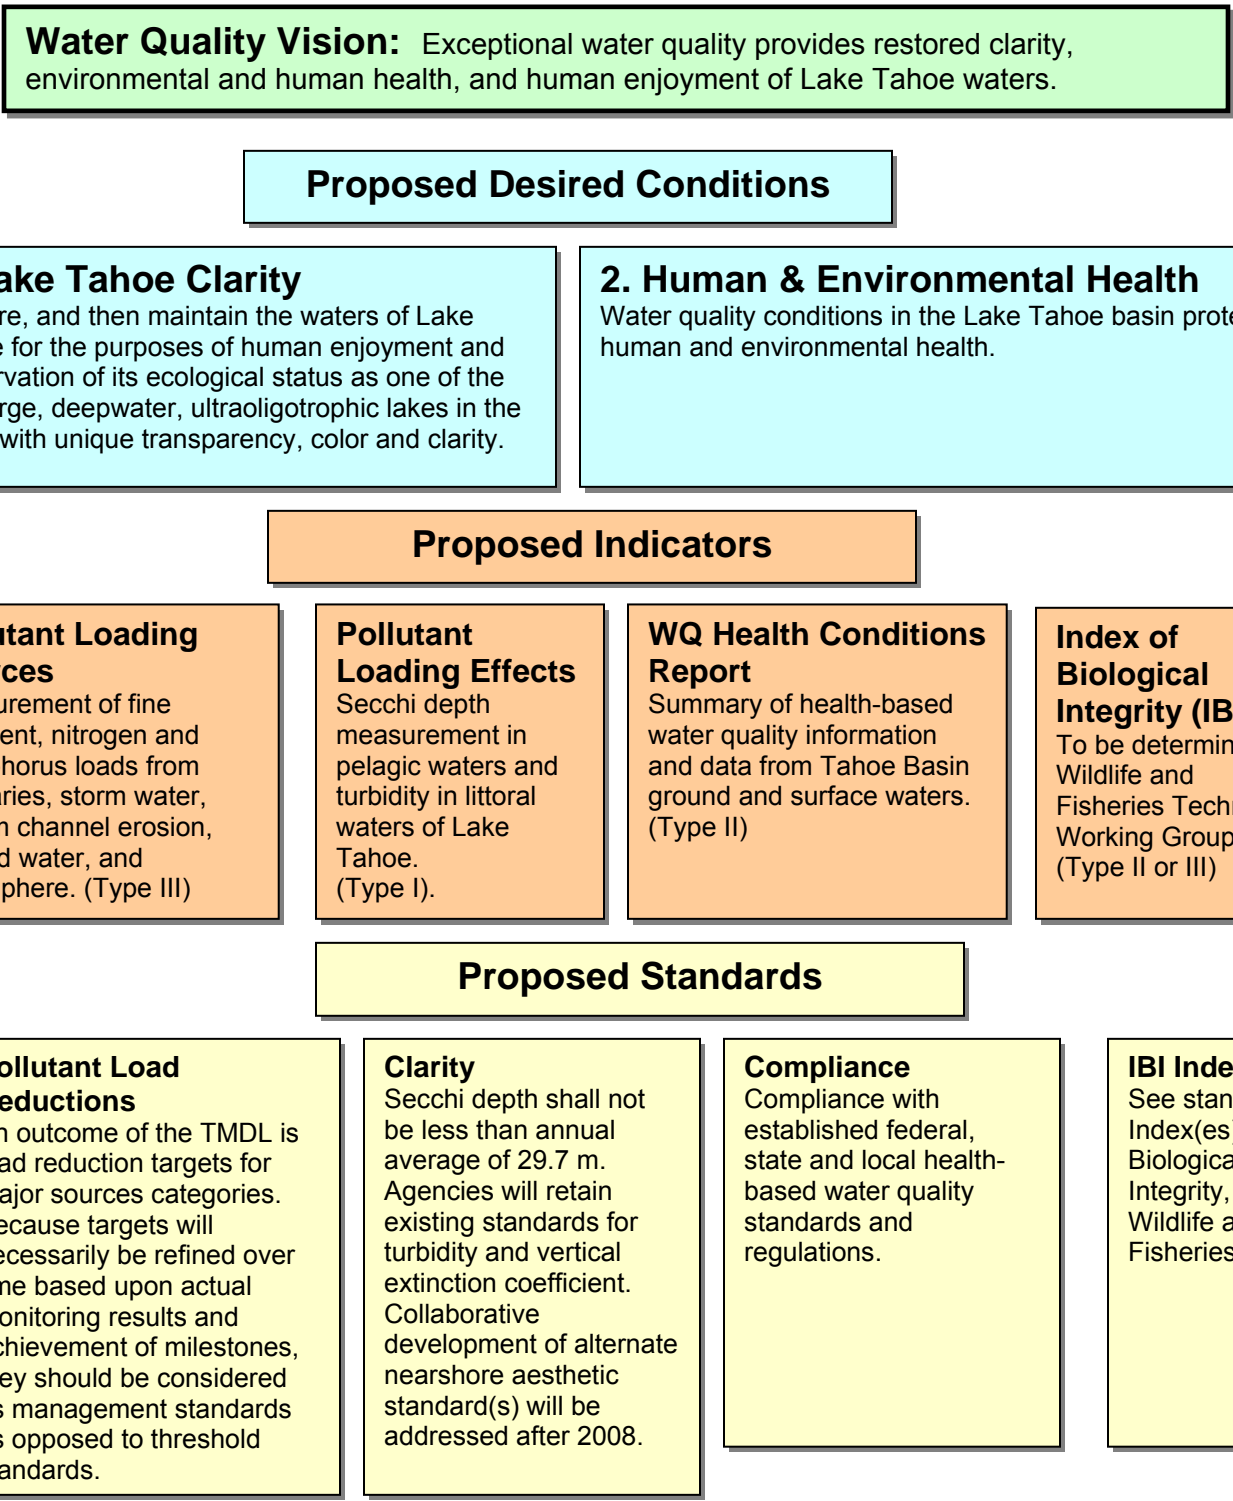 Water Quality Vision: Exceptional water quality provides restored clarity,
environmental and human health, and human enjoyment of Lake Tahoe waters.
Proposed Desired Conditions
ake Tahoe Clarity
re, and then maintain the waters of Lake
e for the purposes of human enjoyment and
rvation of its ecological status as one of the
rge, deepwater, ultraoligotrophic lakes in the
with unique transparency, color and clarity.
2. Human & Environmental Health
Water quality conditions in the Lake Tahoe basin prote
human and environmental health.
Proposed Indicators
utant Loading
rces
urement of fine
ent, nitrogen and
horus loads from
aries, storm water,
m channel erosion,
d water, and
sphere. (Type III)
Pollutant
Loading Effects
Secchi depth
measurement in
pelagic waters and
turbidity in littoral
waters of Lake
Tahoe.
(Type I).
WQ Health Conditions
Report
Summary of health-based
water quality information
and data from Tahoe Basin
ground and surface waters.
(Type II)
Index of
Biological
Integrity (IB
To be determin
Wildlife and
Fisheries Tech
Working Group
(Type II or III)
Proposed Standards
ollutant Load
eductions
n outcome of the TMDL is
ad reduction targets for
ajor sources categories.
ecause targets will
ecessarily be refined over
me based upon actual
onitoring results and
chievement of milestones,
ey should be considered
s management standards
s opposed to threshold
andards.
Clarity
Secchi depth shall not
be less than annual
average of 29.7 m.
Agencies will retain
existing standards for
turbidity and vertical
extinction coefficient.
Collaborative
development of alternate
nearshore aesthetic
standard(s) will be
addressed after 2008.
Compliance
Compliance with
established federal,
state and local health-
based water quality
standards and
regulations.
IBI Inde
See stan
Index(es)
Biologica
Integrity,
Wildlife a
Fisheries